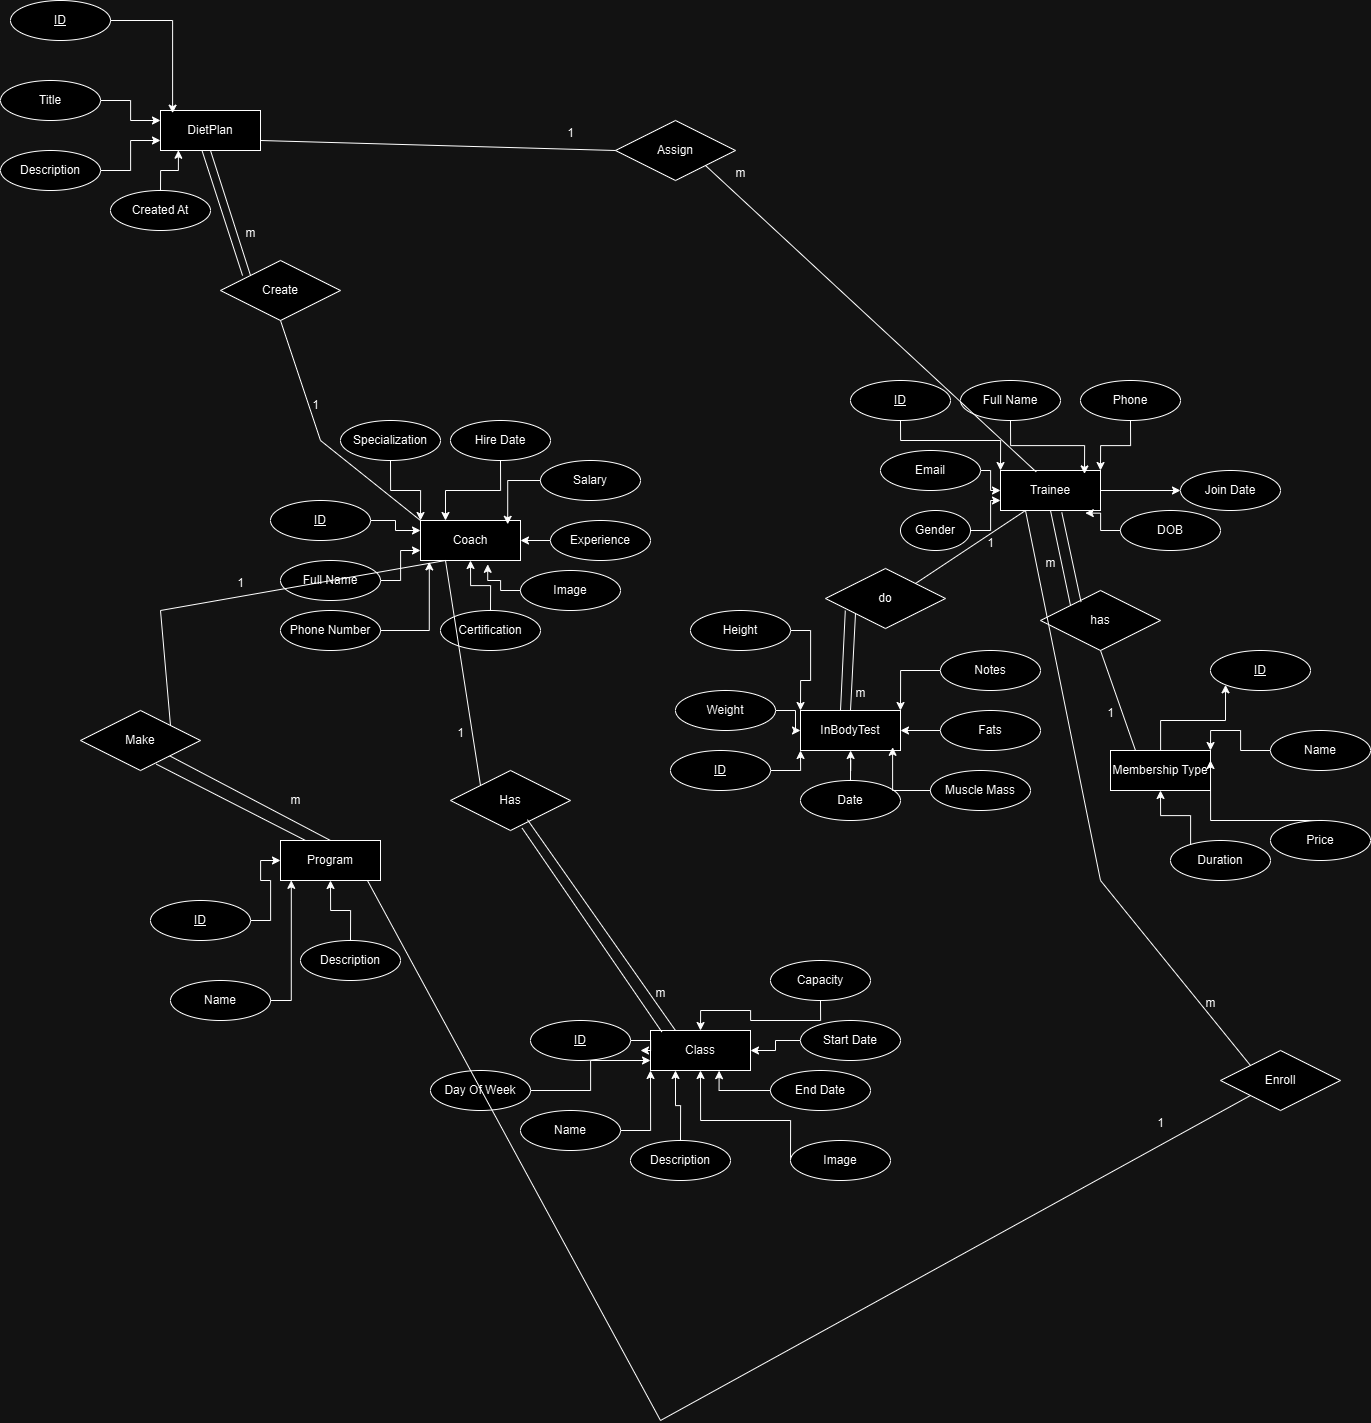 ID
Title
DietPlan
Description
Created At
1
Assign
m
m
Create
1
ID
Full Name
Phone
Specialization
Hire Date
Salary
Email
Trainee
Join Date
ID
Coach
Experience
Gender
DOB
1
m
1
Full Name
Image
do
has
Phone Number
Certification
Height
Notes
ID
m
1
1
Weight
InBodyTest
Fats
Make
Name
ID
Membership Type
m
Has
Date
Muscle Mass
Price
Program
Duration
ID
Description
Name
m
Capacity
m
ID
Class
Start Date
Day Of Week
End Date
Enroll
Name
1
Description
Image